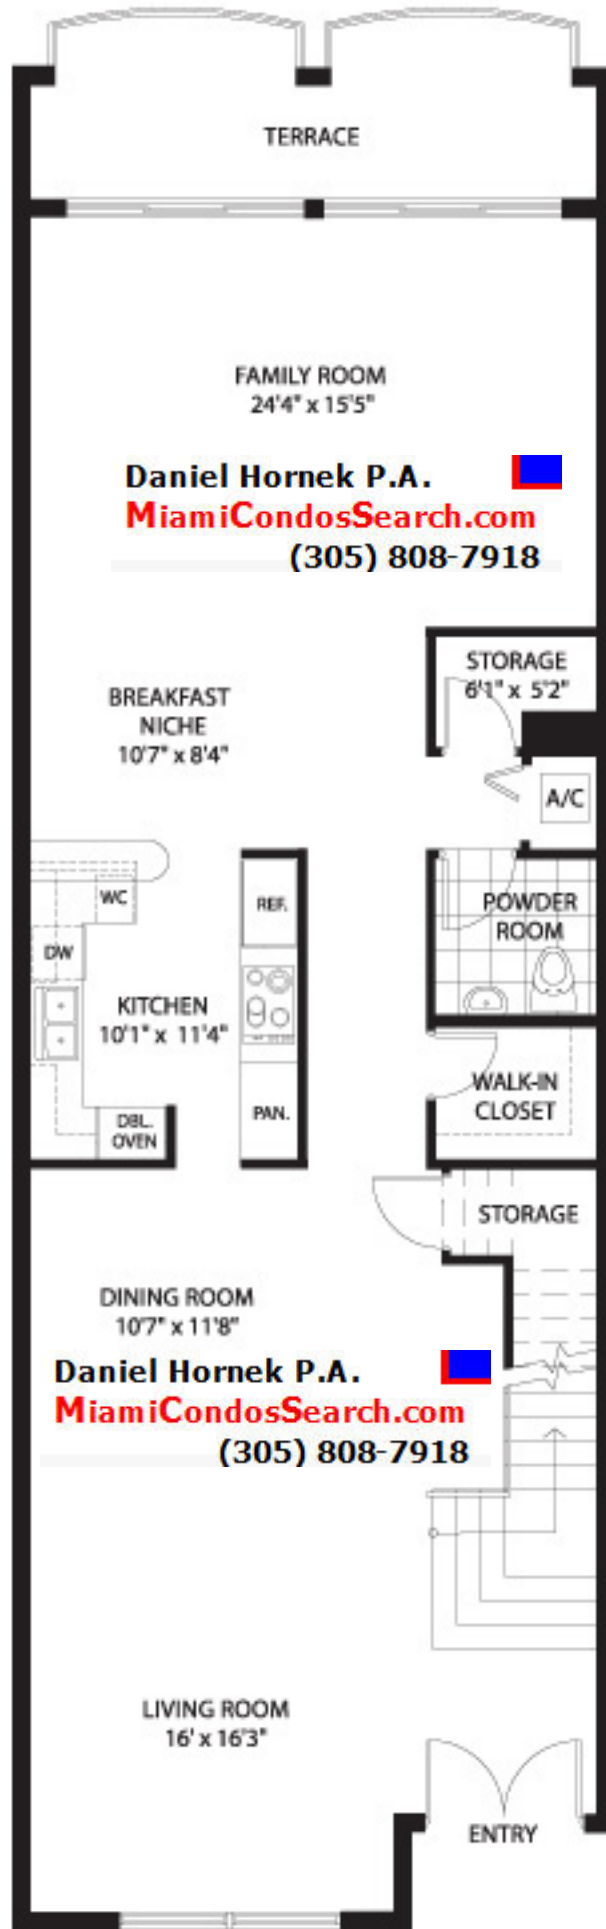 TERRACE
FAMILY ROOM
24'4" x 15'5"
Daniel Hornek P.A.
MiamiCondosSearch.com
(305) 808-7918
STORAGE
6'1" x 5'2"
BREAKFAST
NICHE
10'7" x 8'4"
A/C
WC
REF.
POWDER
ROOM
DW
KITCHEN
10'1" x 11'4"
WALK-IN
CLOSET
DBL.
OVEN
PAN.
STORAGE
DINING ROOM
10'7" x 11'8"
Daniel Hornek P.A.
MiamiCondosSearch.com
(305) 808-7918
LIVING ROOM
16' x 16'3"
ENTRY